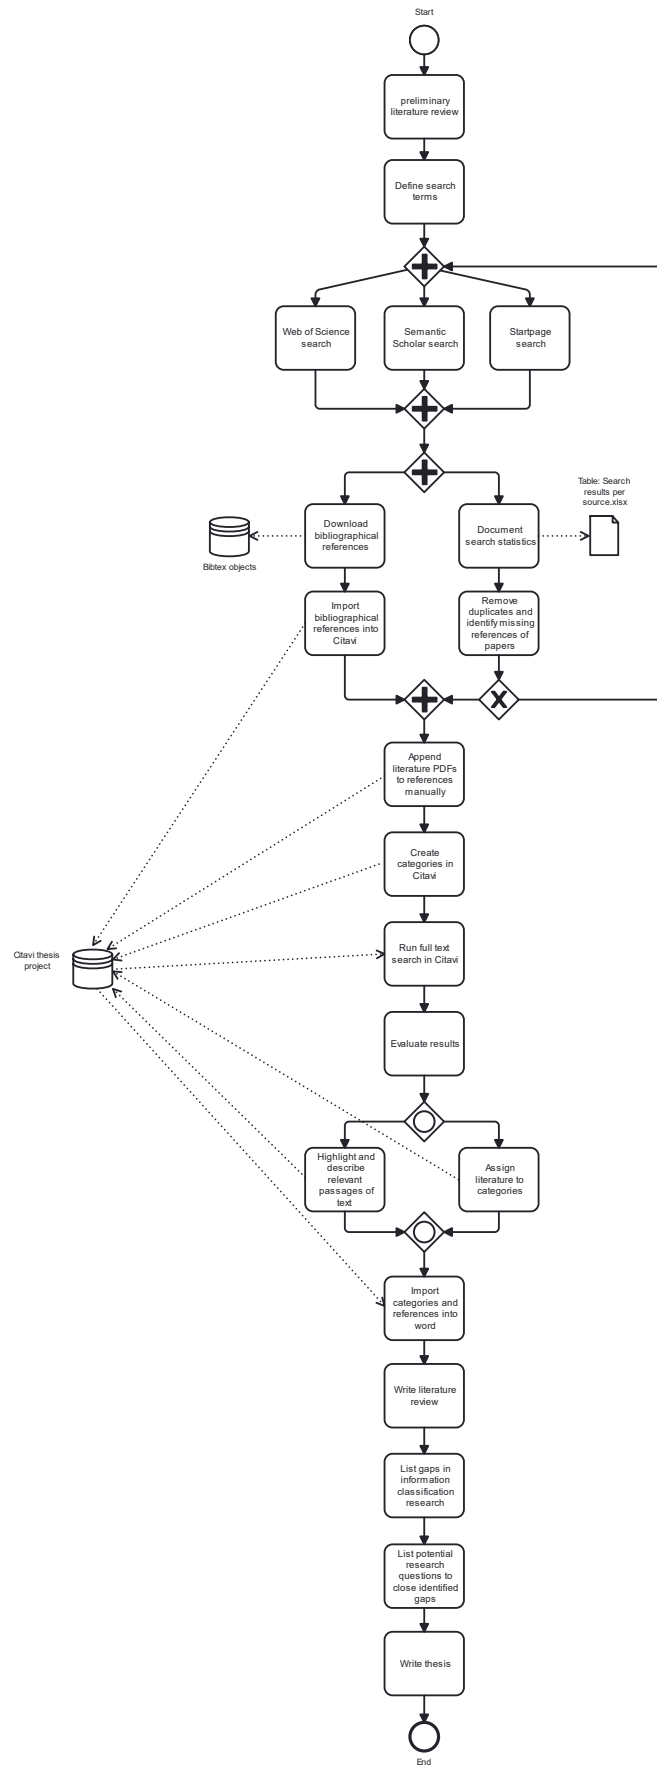 Start
preliminary
literature review
Define search
terms
Web of Science
search
Semantic
Scholar search
Startpage
search
Table: Search
results per
source.xlsx
Download
bibliographical
references
Document
search statistics
Bibtex objects
Import
bibliographical
references into
Citavi
Remove
duplicates and
identify missing
references of
papers
Append
literature PDFs
to references
manually
Create
categories in
Citavi
Citavi thesis
project
Run full text
search in Citavi
Evaluate results
Highlight and
describe
relevant
passages of
text
Assign
literature to
categories
Import
categories and
references into
word
Write literature
review
List gaps in
information
classification
research
List potential
research
questions to
close identified
gaps
Write thesis
End